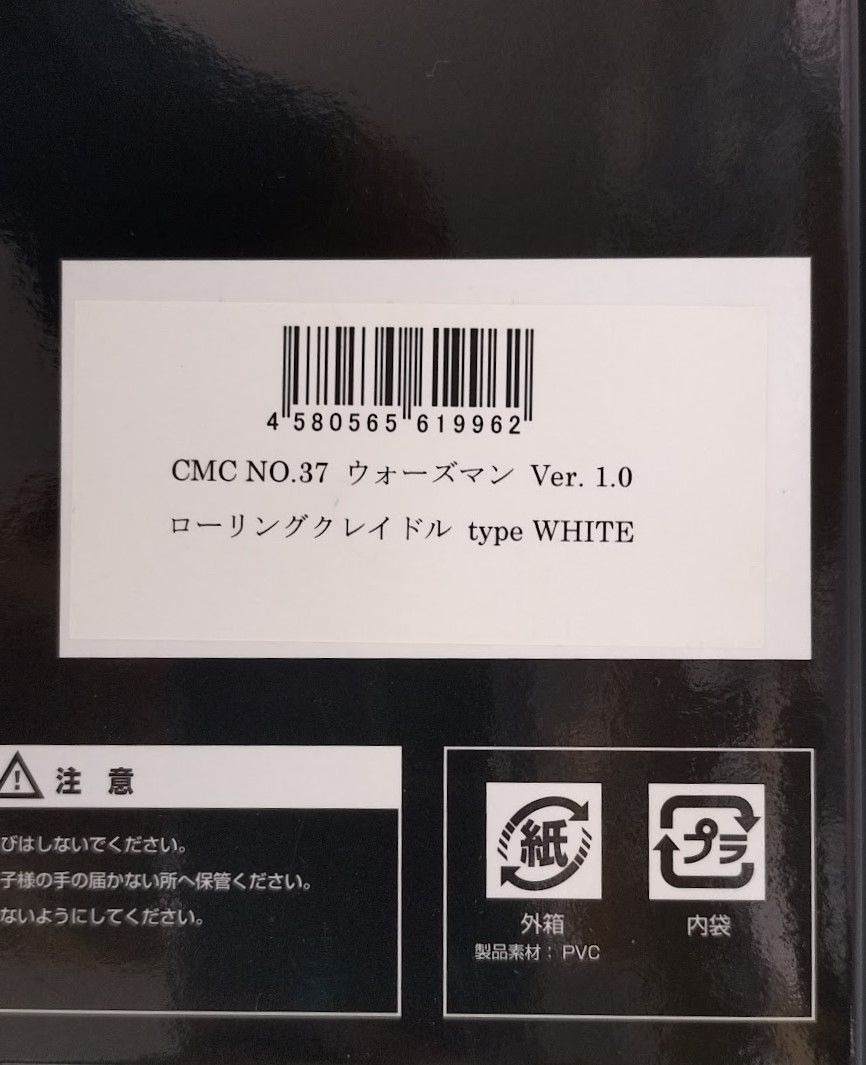 4 580565 619962
CMC NO.37 ウォーズマン Ver. 1.0
ローリングクレイドル type WHITE
注 意
びはしないでください。
子様の手の届かない所へ保管ください。
ないようにしてください。
紙
外箱
製品素材：PVC
プラ
内袋